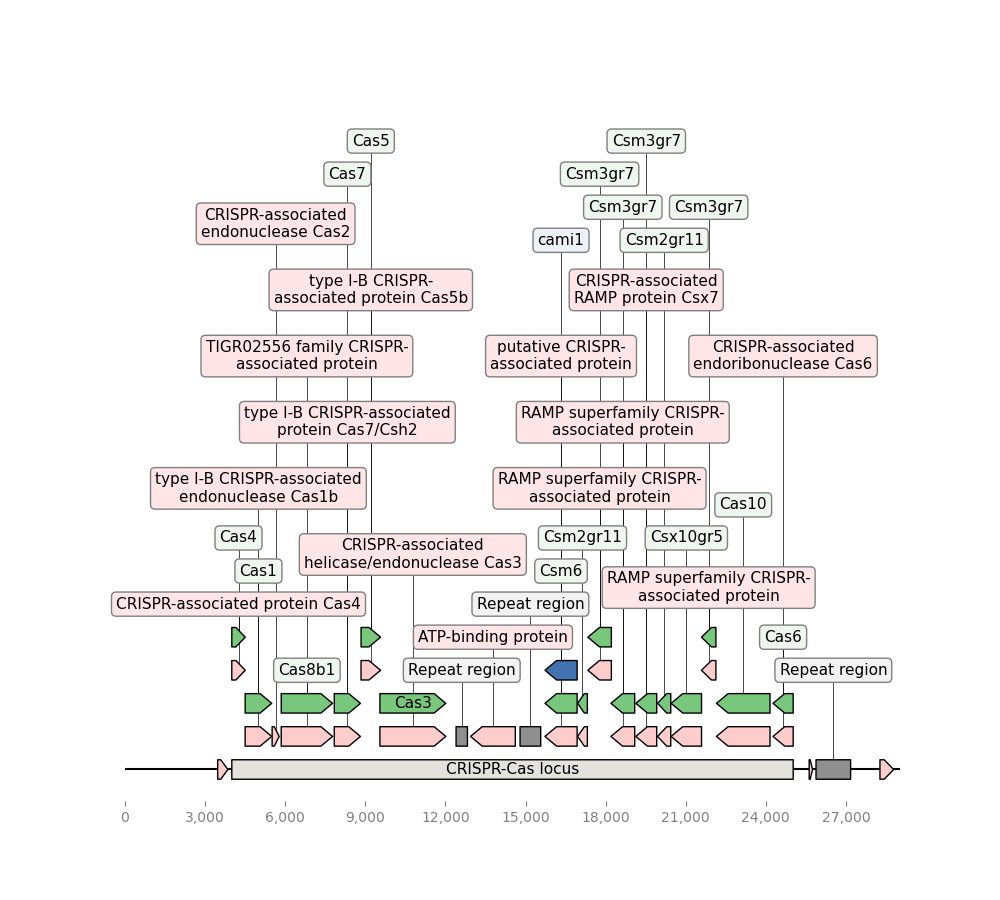 Cas5
Csm3gr7
Cas7
Csm3gr7
CRISPR-associated
endonuclease Cas2
Csm3gr7
Csm3gr7
cami1
Csm2gr11
type I-B CRISPR-
associated protein Cas5b
CRISPR-associated
RAMP protein Csx7
TIGR02556 family CRISPR-
associated protein
putative CRISPR-
associated protein
CRISPR-associated
endoribonuclease Cas6
type I-B CRISPR-associated
protein Cas7/Csh2
RAMP superfamily CRISPR-
associated protein
type I-B CRISPR-associated
endonuclease Cas1b
RAMP superfamily CRISPR-
associated protein
Cas10
Cas4
CRISPR-associated
helicase/endonuclease Cas3
Csm2gr11
Csx10gr5
Cas1
Csm6
RAMP superfamily CRISPR-
associated protein
CRISPR-associated protein Cas4
Repeat region
ATP-binding protein
Cas6
Cas8b1
Repeat region
Repeat region
Cas3
CRISPR-Cas locus
0
3,000
6,000
9,000
12,000
15,000
18,000
21,000
24,000
27,000